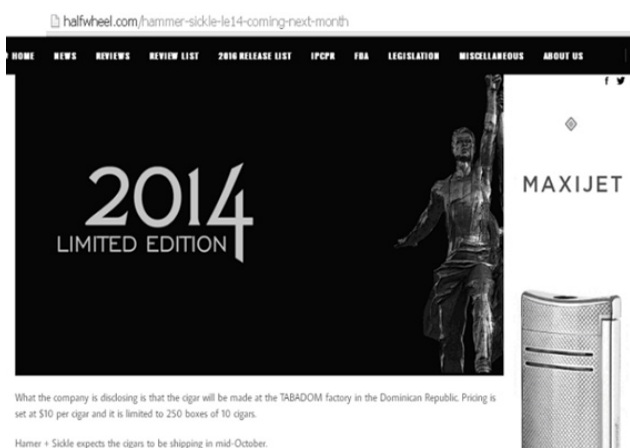 halfwheel.com/hammer-sickle-le14-coming-next-month
HOME NEWS REVIEWS REVIEW LIST 2016 RELEASE LIST IPCPR FDA LEGISLATION MISCELLANEOUS ABOUT US
2014
LIMITED EDITION
MAXIJET
What the company is disclosing is that the cigar will be made at the TABADOM factory in the Dominican Republic. Pricing is
set at $10 per cigar and it is limited to 250 boxes of 10 cigars.
Hamer + Sickle expects the cigars to be shipping in mid-October.